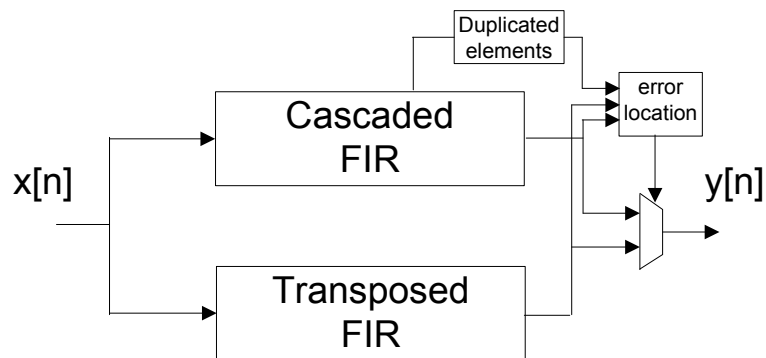 Duplicated
elements
error
location
Cascaded
FIR
x[n]
y[n]
Transposed
FIR